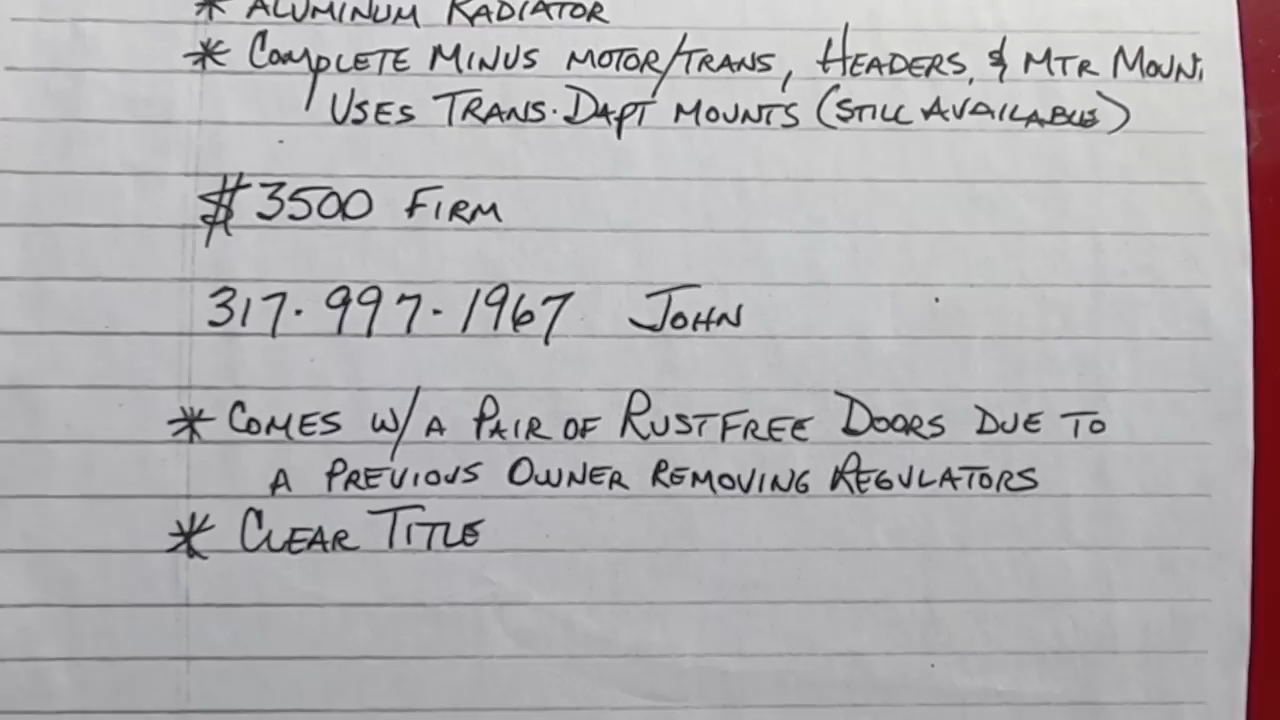 * ALUMINUM RADIATOR
* COMPLETE MINUS MOTOR/TRANS, HEADERS, & MTR MOUNT
USES TRANS.DAPT MOUNTS (STILL AVAILABLE)
$3500 FIRM
317.997.1967 JOHN
* COMES W/A PAIR OF RUSTFREE DOORS DUE TO
A PREVIOUS OWNER REMOVING REGULATORS
* CLEAR TITLE